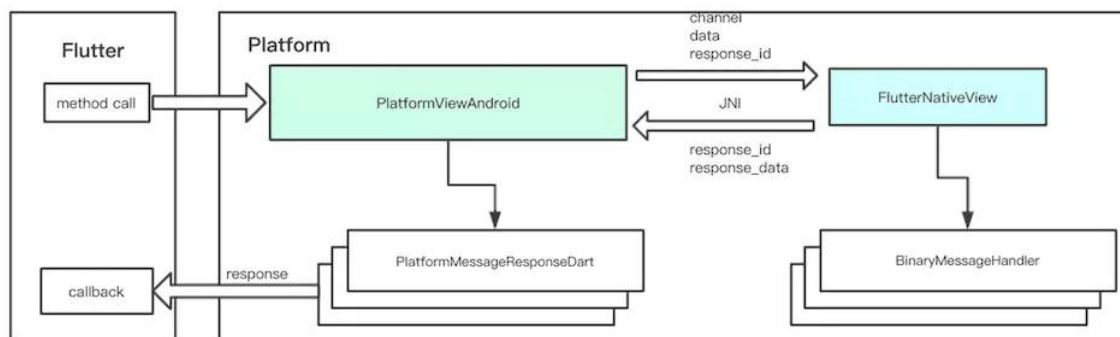 Flutter
Platform
channel
data
response_id
method call
PlatformViewAndroid
JNI
FlutterNativeView
response_id
response_data
PlatformMessageResponseDart
BinaryMessageHandler
response
callback